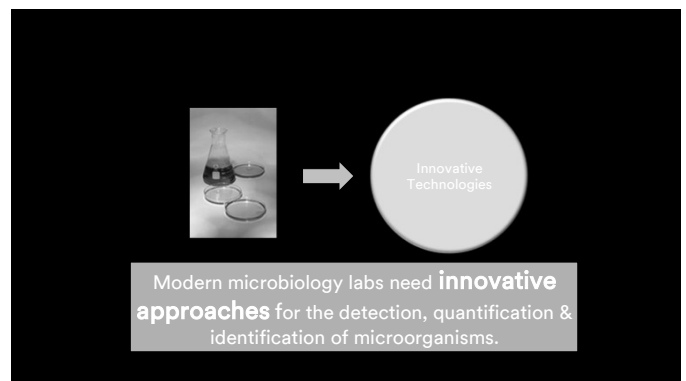 Innovative
Technologies
Modern microbiology labs need innovative
approaches for the detection, quantification &
identification of microorganisms.